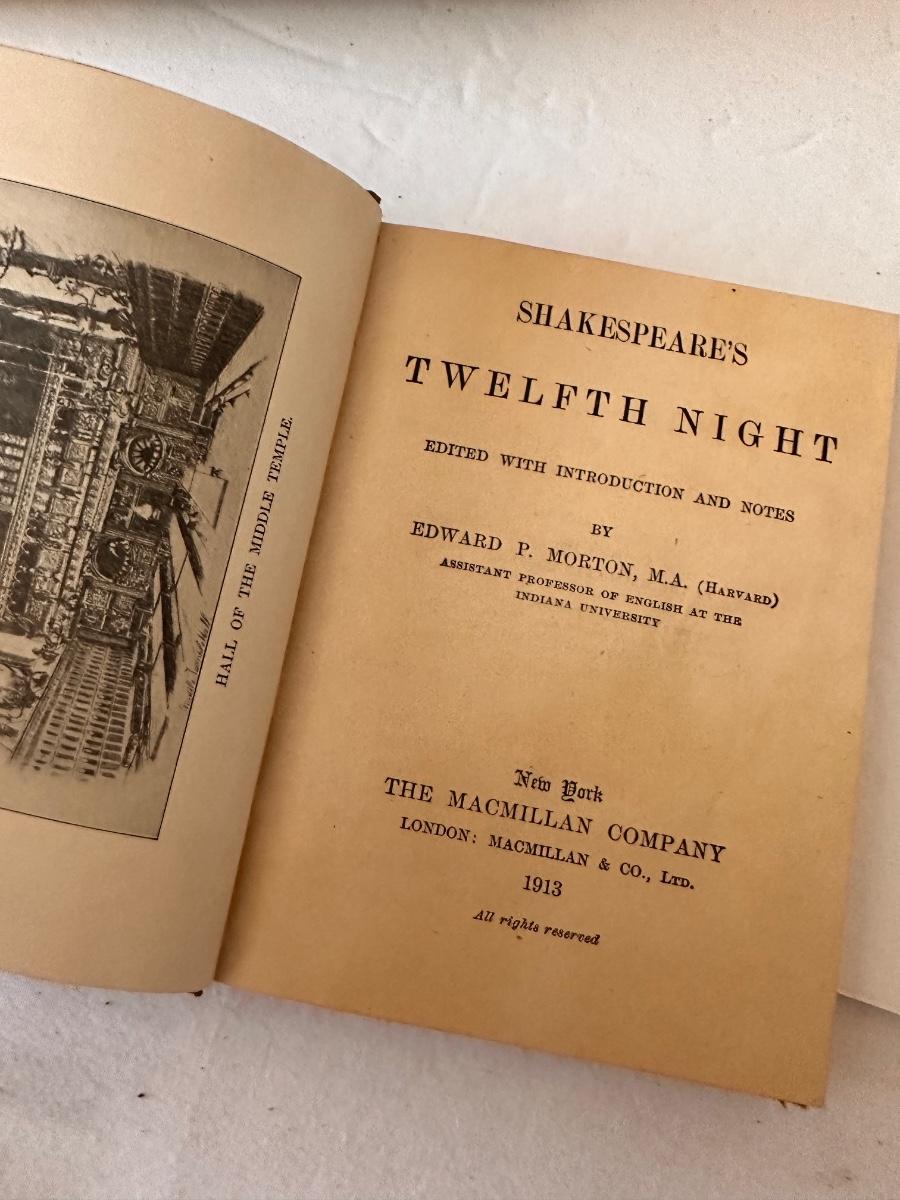 HALL OF THE MIDDLE TEMPLE.
SHAKESPEARE'S
TWELFTH NIGHT
EDITED WITH INTRODUCTION AND NOTES
BY
EDWARD P. MORTON, M.A. (HARVARD)
ASSISTANT PROFESSOR OF ENGLISH AT THE
INDIANA UNIVERSITY
New York
THE MACMILLAN COMPANY
LONDON: MACMILLAN & CO., LTD.
1913
All rights reserved